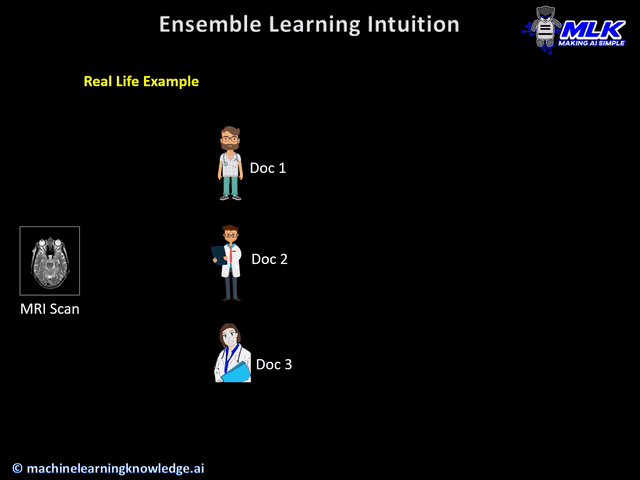 Ensemble Learning Intuition
MLK
MAKING AI SIMPLE
Real Life Example
Doc 1
Doc 2
MRI Scan
Doc 3
© machinelearningknowledge.ai